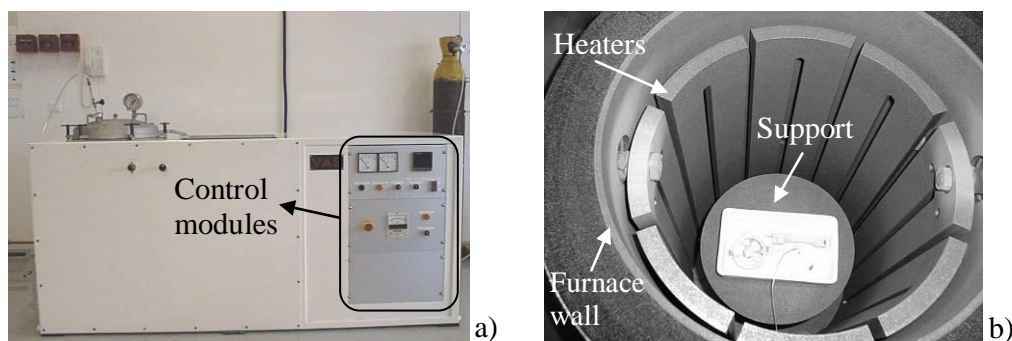 Control
modules
a)
Heaters
Support
Furnace
wall
b)